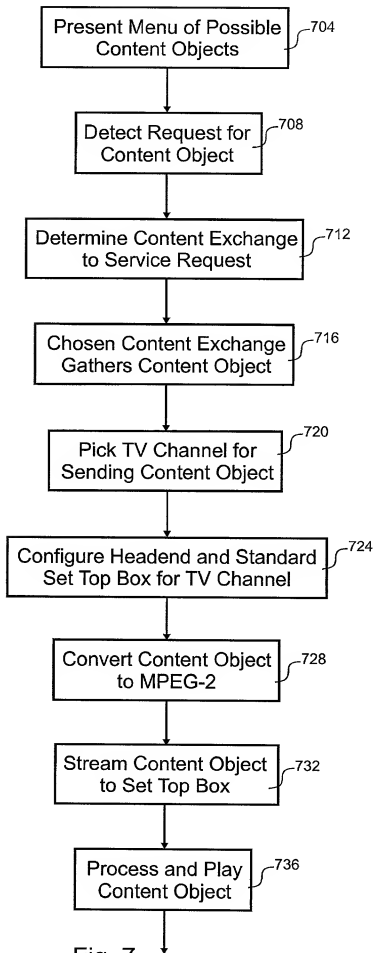 Present Menu of Possible
Content Objects
704
Detect Request for
Content Object
708
Determine Content Exchange
to Service Request
712
Chosen Content Exchange
Gathers Content Object
716
Pick TV Channel for
Sending Content Object
720
Configure Headend and Standard
Set Top Box for TV Channel
724
Convert Content Object
to MPEG-2
728
Stream Content Object
to Set Top Box
732
Process and Play
Content Object
736
Fig. 7